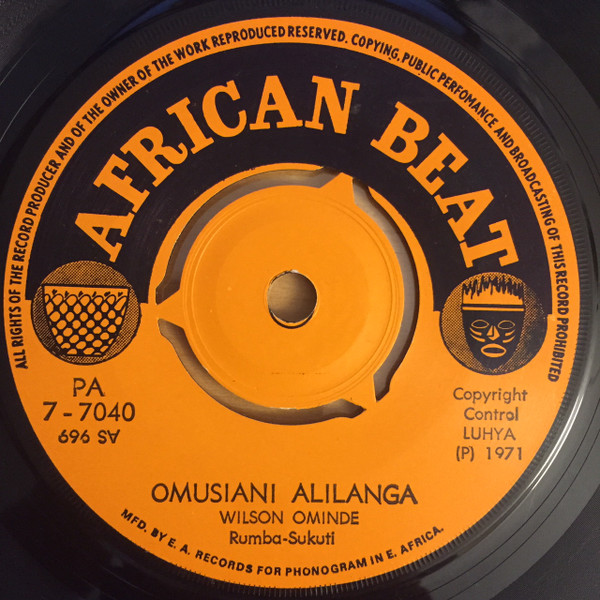 ALL RIGHTS OF THE RECORD PRODUCER AND OF THE OWNER OF THE WORK REPRODUCED RESERVED. COPYING, PUBLIC PERFOMANCE AND BROADCASTING OF THIS RECORD PROHIBITED
AFRICAN BEAT
PA
7-7040
696 SA
Copyright
Control
LUHYA
(P) 1971
OMUSIANI ALILANGA
WILSON OMINDE
Rumba-Sukuti
MFD. BY E. A. RECORDS FOR PHONOGRAM IN E. AFRICA.